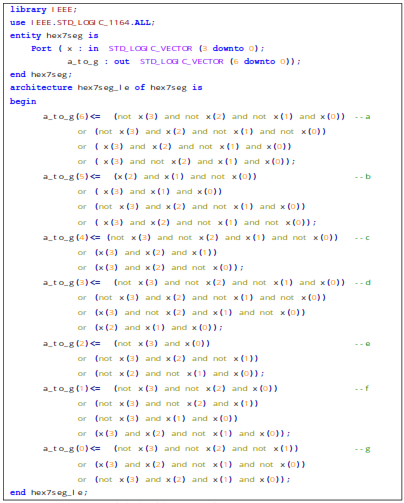 library IEEE;
use IEEE.STD_LOGIC_1164.ALL;
entity hex7seg is
Port ( x : in STD_LOGIC_VECTOR (3 downto 0);
a_to_g : out STD_LOGIC_VECTOR (6 downto 0));
end hex7seg;
architecture hex7seg_le of hex7seg is
begin
a_to_g(6)<= (not x(3) and not x(2) and not x(1) and x(0)) --a
or (not x(3) and x(2) and not x(1) and not x(0))
or ( x(3) and x(2) and not x(1) and x(0))
or ( x(3) and not x(2) and x(1) and x(0));
a_to_g(5)<= (x(2) and x(1) and not x(0)) --b
or ( x(3) and x(1) and x(0))
or (not x(3) and x(2) and not x(1) and x(0))
or ( x(3) and x(2) and not x(1) and not x(0));
a_to_g(4)<= (not x(3) and not x(2) and x(1) and not x(0)) --c
or (x(3) and x(2) and x(1))
or (x(3) and x(2) and not x(0));
a_to_g(3)<= (not x(3) and not x(2) and not x(1) and x(0)) --d
or (not x(3) and x(2) and not x(1) and not x(0))
or (x(3) and not x(2) and x(1) and not x(0))
or (x(2) and x(1) and x(0));
a_to_g(2)<= (not x(3) and x(0)) --e
or (not x(3) and x(2) and not x(1))
or (not x(2) and not x(1) and x(0));
a_to_g(1)<= (not x(3) and not x(2) and x(0)) --f
or (not x(3) and not x(2) and x(1))
or (not x(3) and x(1) and x(0))
or (x(3) and x(2) and not x(1) and x(0));
a_to_g(0)<= (not x(3) and not x(2) and not x(1)) --g
or (x(3) and x(2) and not x(1) and not x(0))
or (not x(3) and x(2) and x(1) and x(0));
end hex7seg_le;